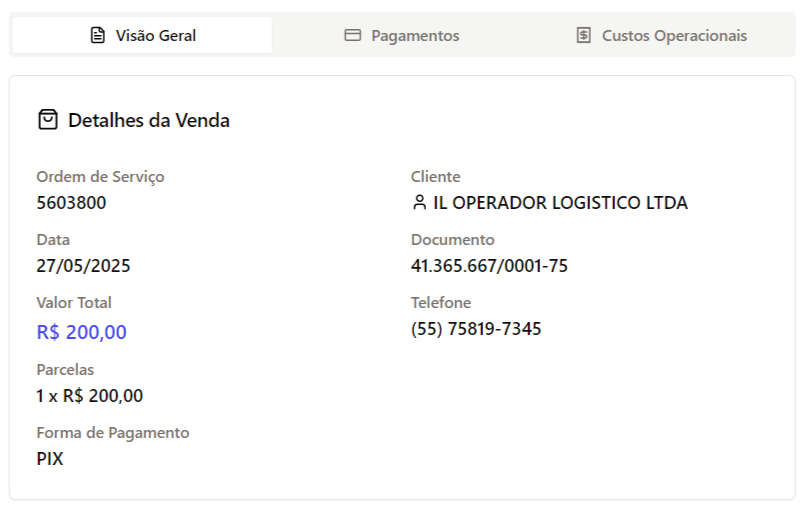 Visão Geral
Pagamentos
Custos Operacionais
Detalhes da Venda
Ordem de Serviço
5603800
Cliente
IL OPERADOR LOGISTICO LTDA
Data
27/05/2025
Documento
41.365.667/0001-75
Valor Total
R$ 200,00
Telefone
(55) 75819-7345
Parcelas
1 x R$ 200,00
Forma de Pagamento
PIX